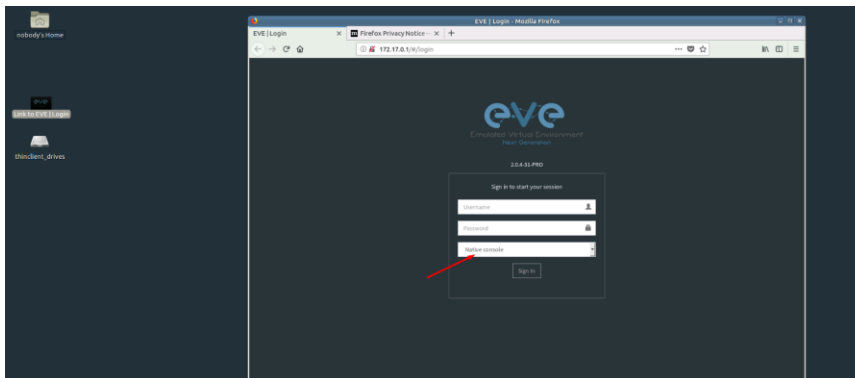 nobody's Home
Link to EVE | Login
thinclient_drives
EVE | Login - Mozilla Firefox
EVE | Login
Firefox Privacy Notice —
172.17.0.1/#/login
eve
Emulated Virtual Environment
Next Generation
2.0.4-31-PRO
Sign in to start your session
Username
Password
Native console
Sign In